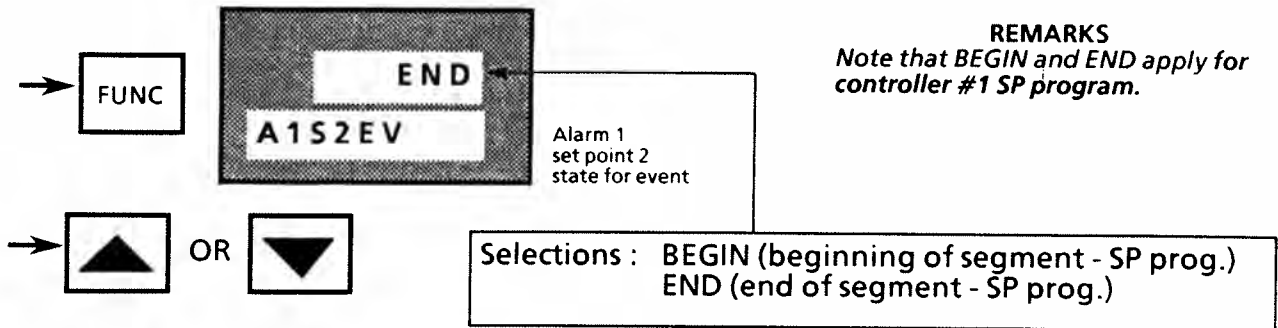 FUNC
END
A1S2EV
Alarm 1
set point 2
state for event
REMARKS
Note that BEGIN and END apply for
controller #1 SP program.
OR
Selections : BEGIN (beginning of segment - SP prog.)
END (end of segment - SP prog.)